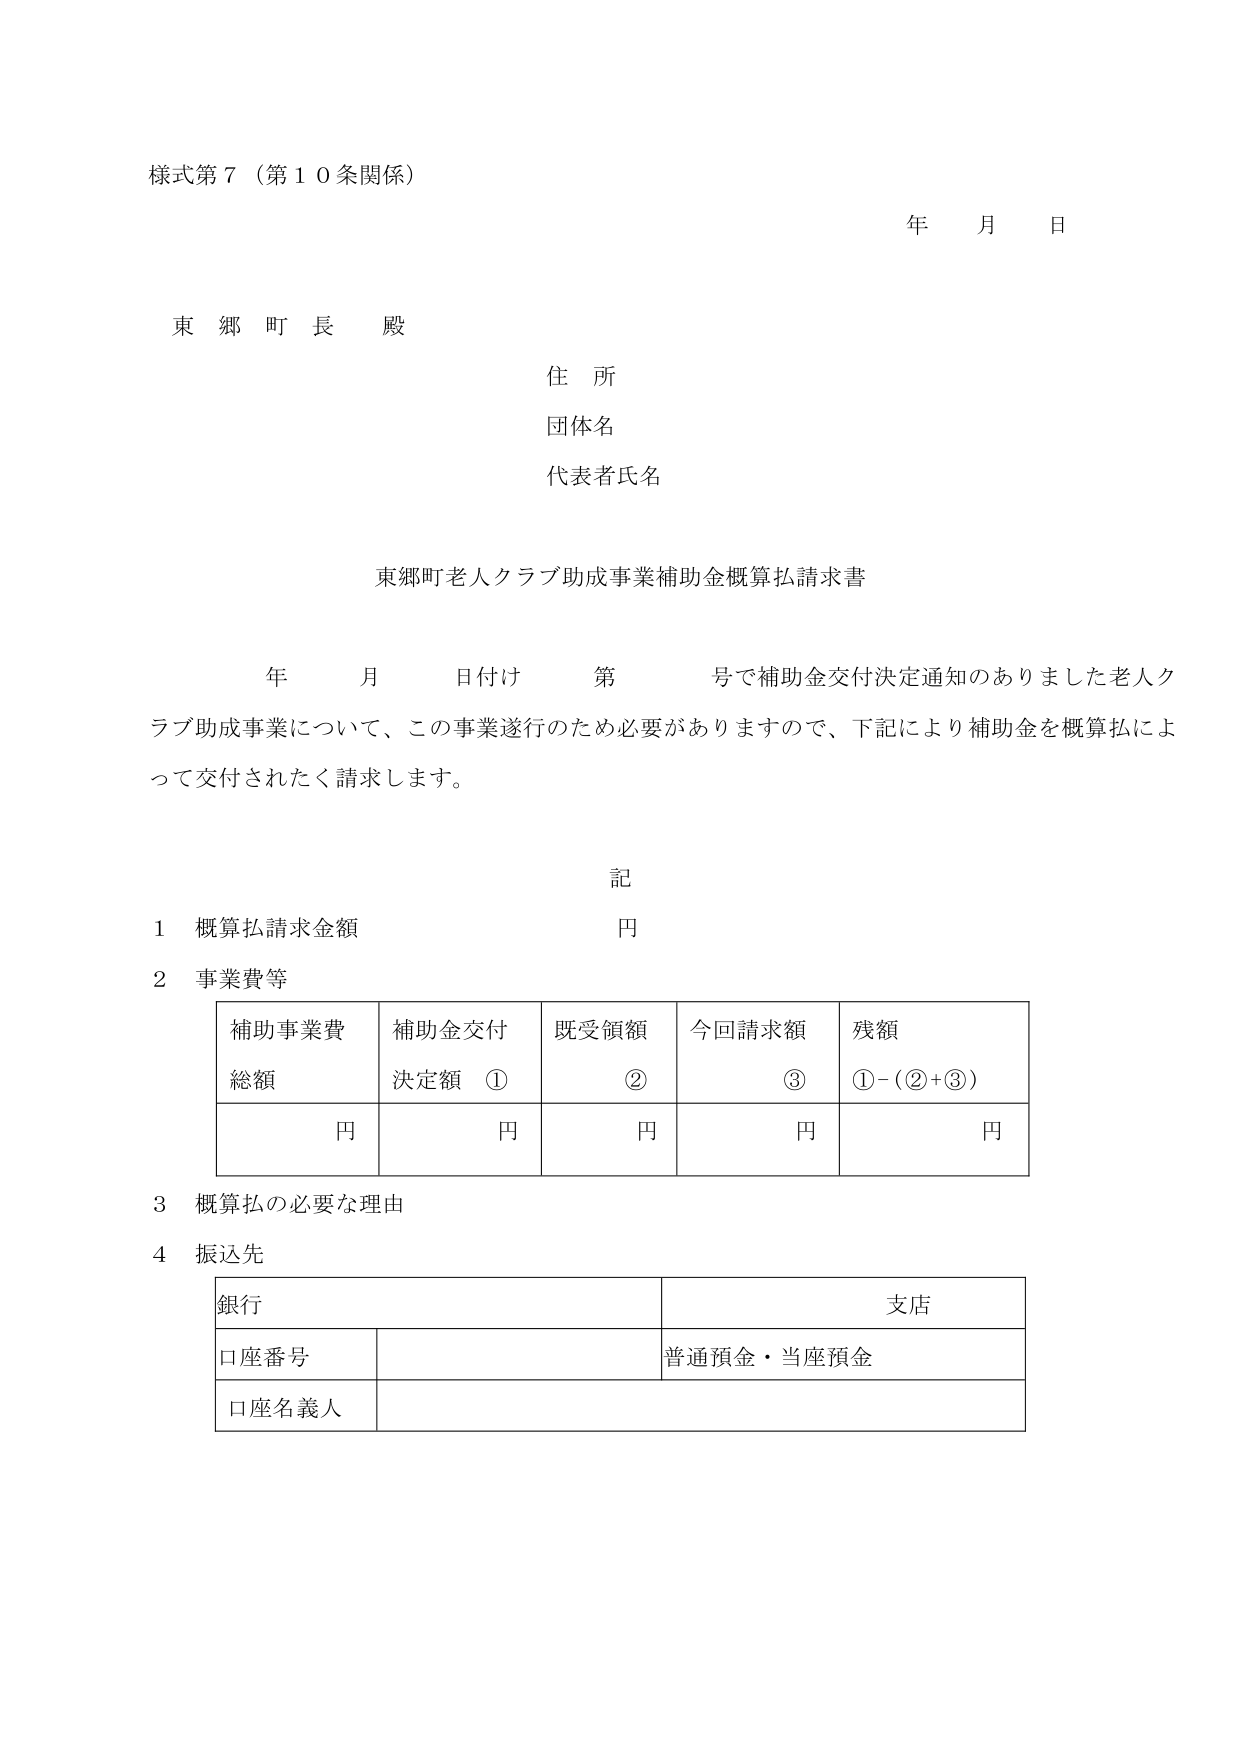 様式第７（第１０条関係）
年　　月　　日
東　郷　町　長　　殿
住　所
団体名
代表者氏名
東郷町老人クラブ助成事業補助金概算払請求書
年　　　月　　　日付け　　　第　　　　号で補助金交付決定通知のありました老人ク
ラブ助成事業について、この事業遂行のため必要がありますので、下記により補助金を概算払によ
って交付されたく請求します。
記
１　概算払請求金額　　　　　　　　　　　円
２　事業費等
補助事業費　補助金交付　既受領額　今回請求額　残額
総額　決定額　①　②　③　①-(②+③)
円　円　円　円　円
３　概算払の必要な理由
４　振込先
銀行　支店
口座番号　普通預金・当座預金
口座名義人